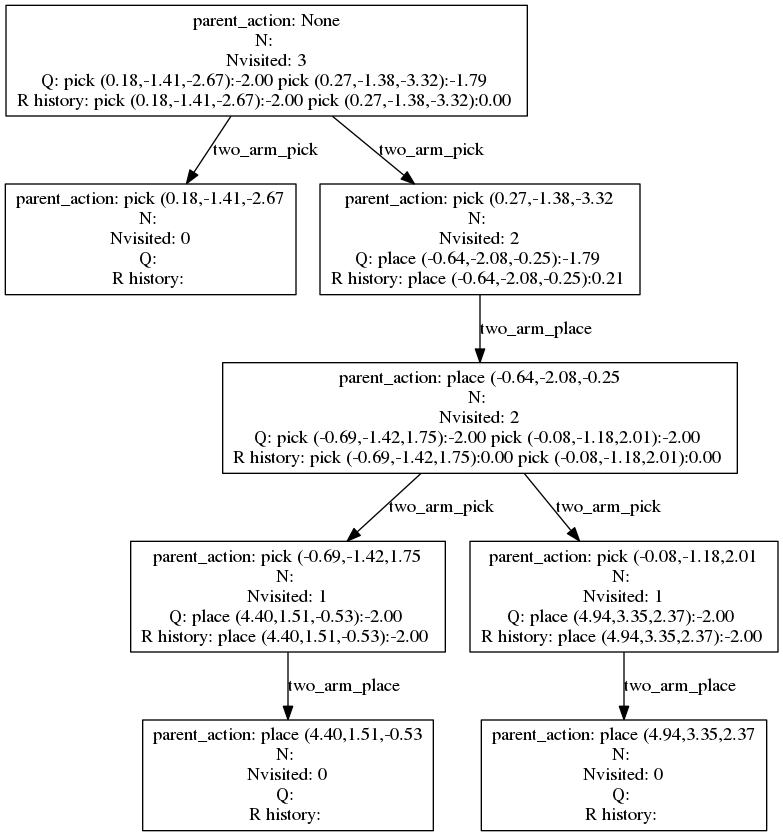 parent_action: None
N:
Nvisited: 3
Q: pick (0.18,-1.41,-2.67):-2.00 pick (0.27,-1.38,-3.32):-1.79
R history: pick (0.18,-1.41,-2.67):-2.00 pick (0.27,-1.38,-3.32):0.00
two_arm_pick
two_arm_pick
parent_action: pick (0.18,-1.41,-2.67
N:
Nvisited: 0
Q:
R history:
parent_action: pick (0.27,-1.38,-3.32
N:
Nvisited: 2
Q: place (-0.64,-2.08,-0.25):-1.79
R history: place (-0.64,-2.08,-0.25):0.21
two_arm_place
parent_action: place (-0.64,-2.08,-0.25
N:
Nvisited: 2
Q: pick (-0.69,-1.42,1.75):-2.00 pick (-0.08,-1.18,2.01):-2.00
R history: pick (-0.69,-1.42,1.75):0.00 pick (-0.08,-1.18,2.01):0.00
two_arm_pick
two_arm_pick
parent_action: pick (-0.69,-1.42,1.75
N:
Nvisited: 1
Q: place (4.40,1.51,-0.53):-2.00
R history: place (4.40,1.51,-0.53):-2.00
parent_action: pick (-0.08,-1.18,2.01
N:
Nvisited: 1
Q: place (4.94,3.35,2.37):-2.00
R history: place (4.94,3.35,2.37):-2.00
two_arm_place
two_arm_place
parent_action: place (4.40,1.51,-0.53
N:
Nvisited: 0
Q:
R history:
parent_action: place (4.94,3.35,2.37
N:
Nvisited: 0
Q:
R history: